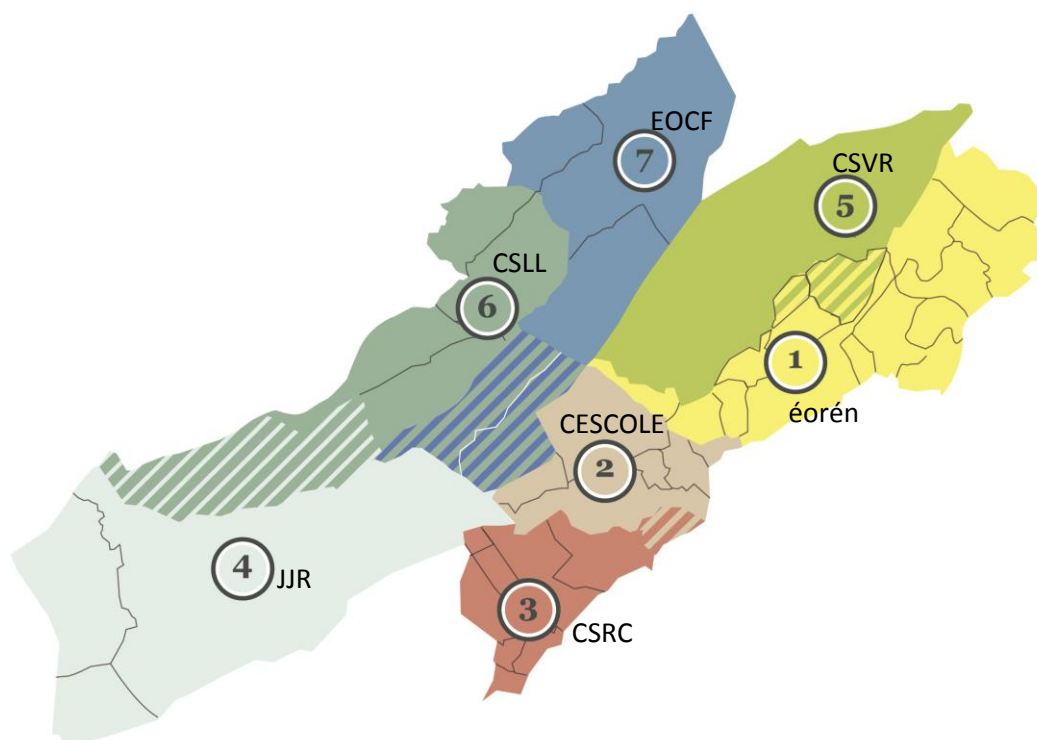 EOCF
7
CSVR
5
CSLL
6
1
éorén
CESCOLE
2
4
JJR
3
CSRC